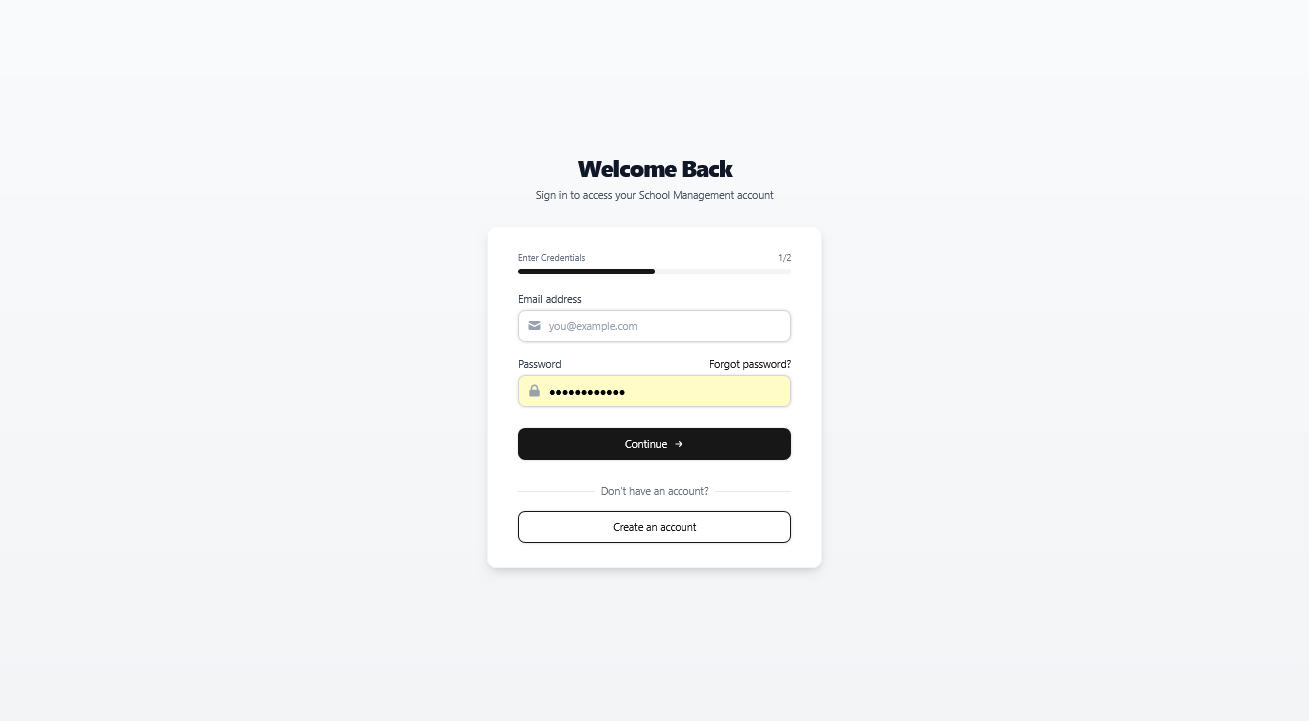 Welcome Back
Sign in to access your School Management account
Enter Credentials 1/2
Email address
you@example.com
Password Forgot password?
••••••••••••
Continue →
Don't have an account?
Create an account